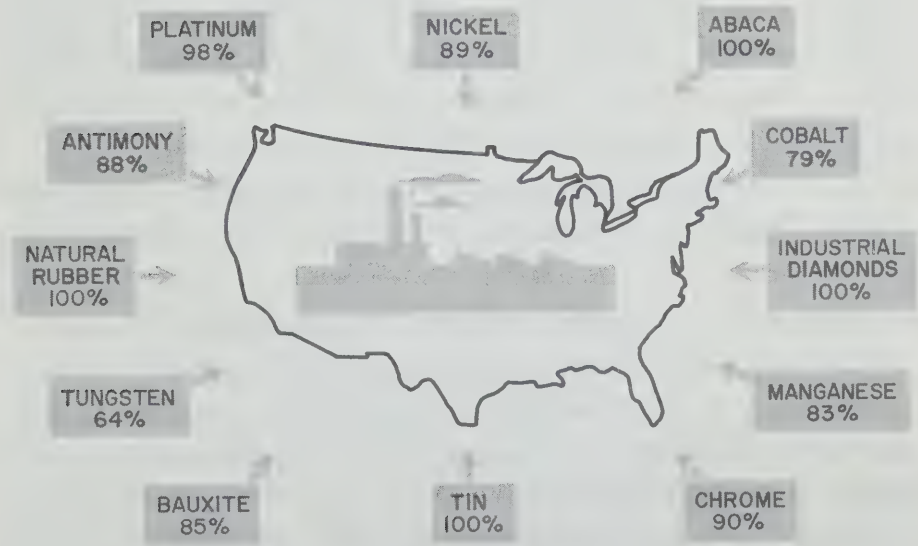 PLATINUM
98%
NICKEL
89%
ABACA
100%
ANTIMONY
88%
COBALT
79%
NATURAL
RUBBER
100%
INDUSTRIAL
DIAMONDS
100%
TUNGSTEN
64%
MANGANESE
83%
BAUXITE
85%
TIN
100%
CHROME
90%